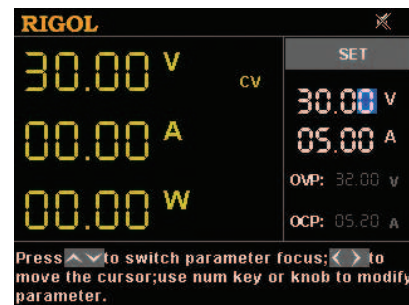 RIGOL
SET
30.00 V
CV
30.00 V
00.00 A
05.00 A
OVP: 32.00 V
00.00 W
OCP: 05.20 A
Press to switch parameter focus; < > to
move the cursor;use num key or knob to modify
parameter.